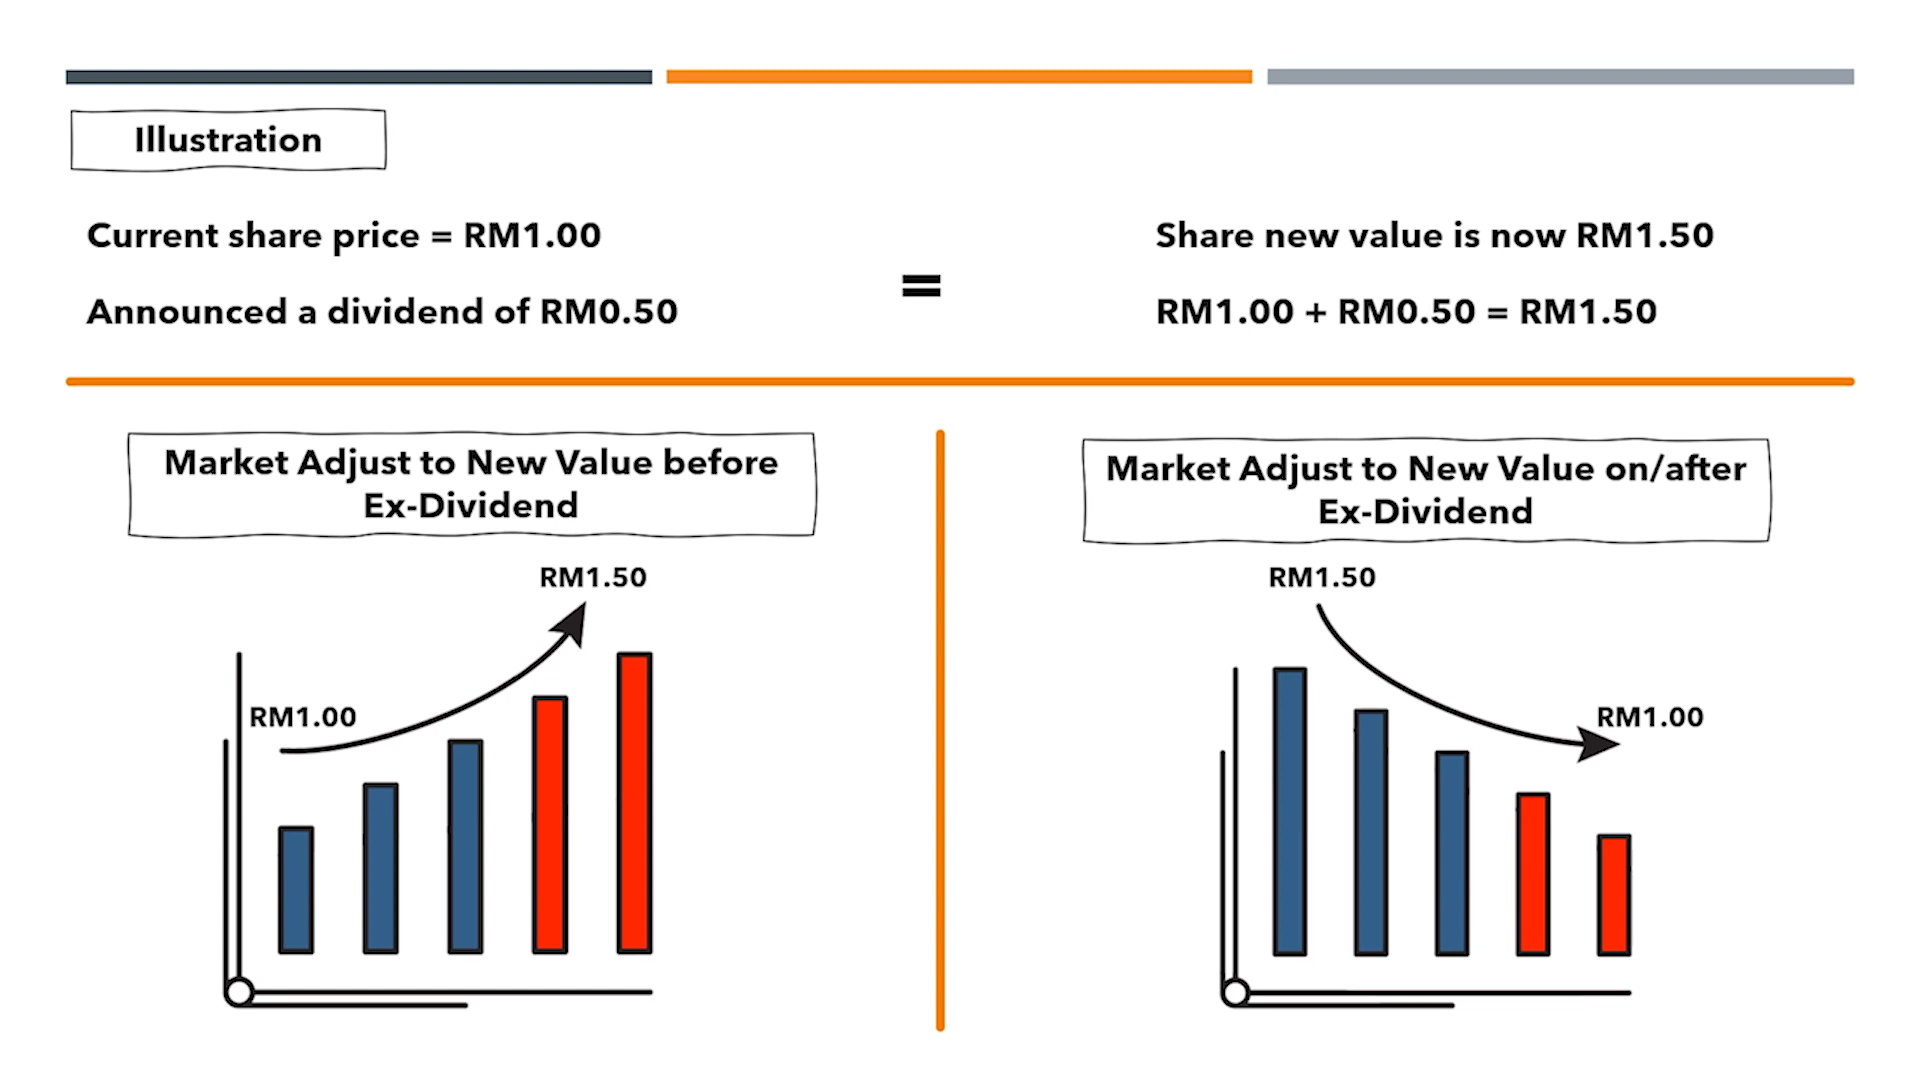 Illustration
Current share price = RM1.00
Announced a dividend of RM0.50
=
Share new value is now RM1.50
RM1.00 + RM0.50 = RM1.50
Market Adjust to New Value before
Ex-Dividend
RM1.50
RM1.00
Market Adjust to New Value on/after
Ex-Dividend
RM1.50
RM1.00